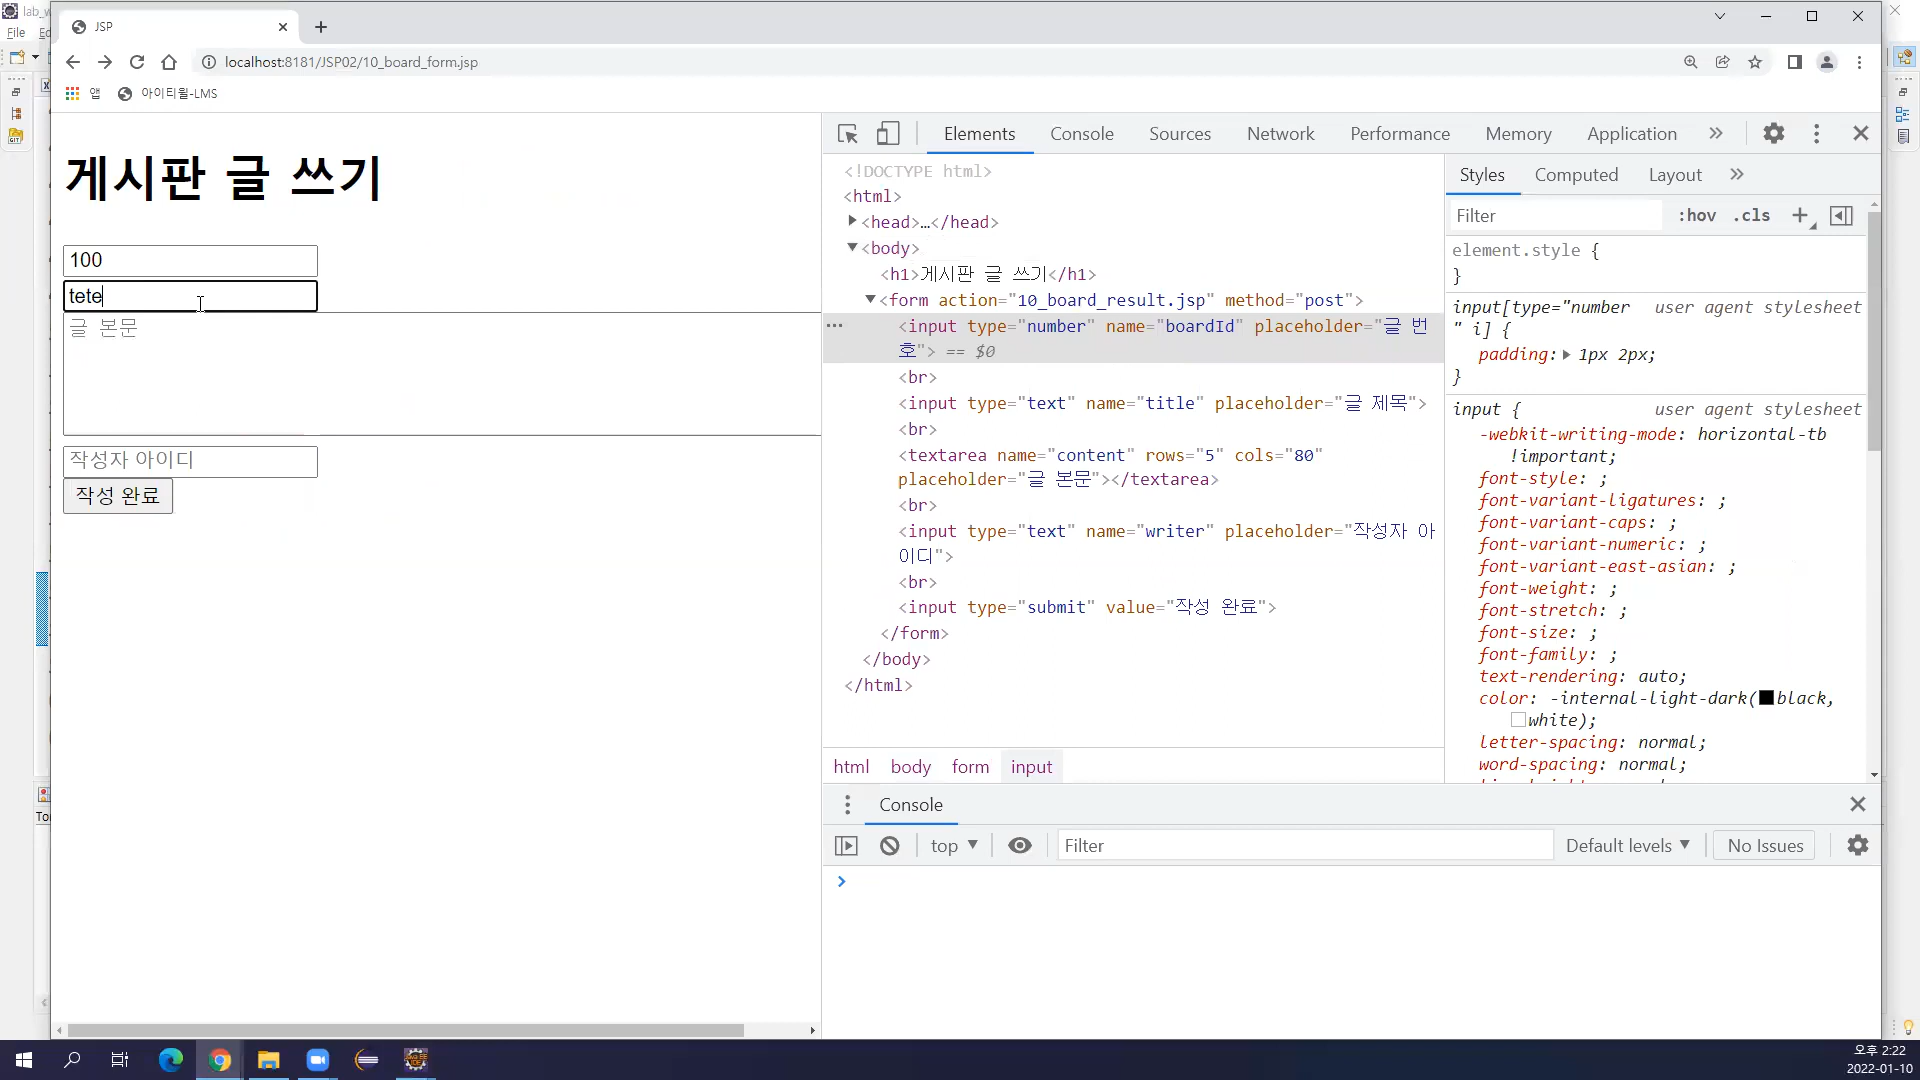 lab_w
File
Ed
JSP
localhost:8181/JSP02/10_board_form.jsp
앱
아이티윌-LMS
게시판 글 쓰기
100
tete
글 본문
작성자 아이디
작성 완료
Elements
Console
Sources
Network
Performance
Memory
Application
<!DOCTYPE html>
<html>
<head>…</head>
<body>
<h1>게시판 글 쓰기</h1>
<form action="10_board_result.jsp" method="post">
<input type="number" name="boardId" placeholder="글 번
호"> == $0
<br>
<input type="text" name="title" placeholder="글 제목">
<br>
<textarea name="content" rows="5" cols="80"
placeholder="글 본문"></textarea>
<br>
<input type="text" name="writer" placeholder="작성자 아
이디">
<br>
<input type="submit" value="작성 완료">
</form>
</body>
</html>
html
body
form
input
Styles
Computed
Layout
Filter
:hov
.cls
element.style {
}
input[type="number user agent stylesheet
" i] {
padding: 1px 2px;
}
input { user agent stylesheet
-webkit-writing-mode: horizontal-tb
!important;
font-style: ;
font-variant-ligatures: ;
font-variant-caps: ;
font-variant-numeric: ;
font-variant-east-asian: ;
font-weight: ;
font-stretch: ;
font-size: ;
font-family: ;
text-rendering: auto;
color: -internal-light-dark(black,
white);
letter-spacing: normal;
word-spacing: normal;
Console
top
Filter
Default levels
No Issues
오후 2:22
2022-01-10